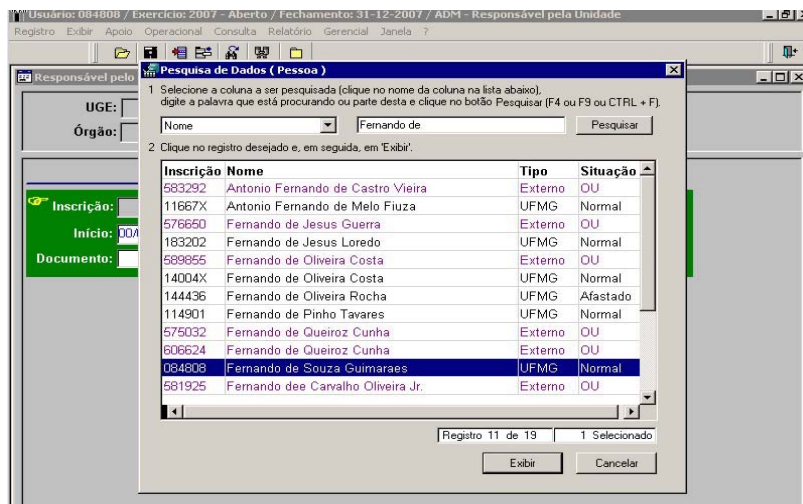 Usuário: 084808 / Exercício: 2007 - Aberto / Fechamento: 31-12-2007 / ADM - Responsável pela Unidade
Registro Exibir Apoio Operacional Consulta Relatório Gerencial Janela ?
Responsável pelo
UGE:
Órgão:
Inscrição:
Início: 00/
Documento:
Pesquisa de Dados ( Pessoa )
1 Selecione a coluna a ser pesquisada (clique no nome da coluna na lista abaixo),
digite a palavra que está procurando ou parte desta e clique no botão Pesquisar (F4 ou F9 ou CTRL + F).
Nome Fernando de Pesquisar
2 Clique no registro desejado e, em seguida, em 'Exibir'.
Inscrição Nome Tipo Situação
583292 Antonio Fernando de Castro Vieira Externo OU
11667X Antonio Fernando de Melo Fiuza UFMG Normal
576650 Fernando de Jesus Guerra Externo OU
183202 Fernando de Jesus Loredo UFMG Normal
589855 Fernando de Oliveira Costa Externo OU
14004X Fernando de Oliveira Costa UFMG Normal
144436 Fernando de Oliveira Rocha UFMG Afastado
114901 Fernando de Pinho Tavares UFMG Normal
575032 Fernando de Queiroz Cunha Externo OU
606624 Fernando de Queiroz Cunha Externo OU
084808 Fernando de Souza Guimaraes UFMG Normal
581925 Fernando dee Carvalho Oliveira Jr. Externo OU
Registro 11 de 19 1 Selecionado
Exibir Cancelar